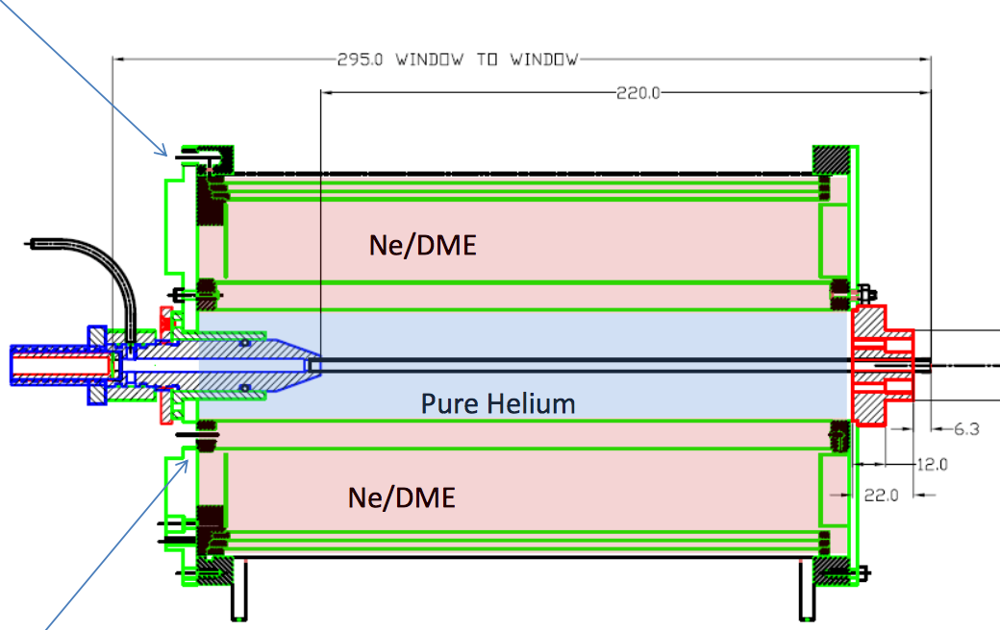 295.0 WINDOW TO WINDOW
220.0
Ne/DME
Pure Helium
6.3
12.0
22.0
Ne/DME